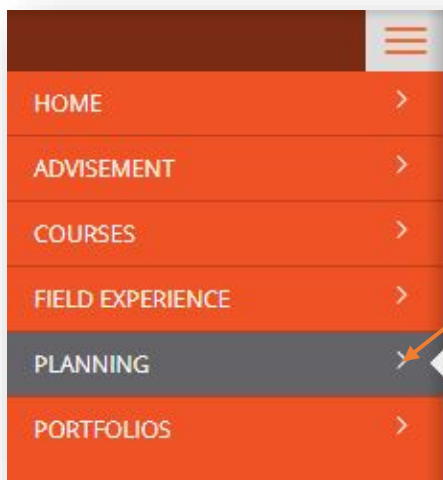 HOME
ADVISEMENT
COURSES
FIELD EXPERIENCE
PLANNING
PORTFOLIOS